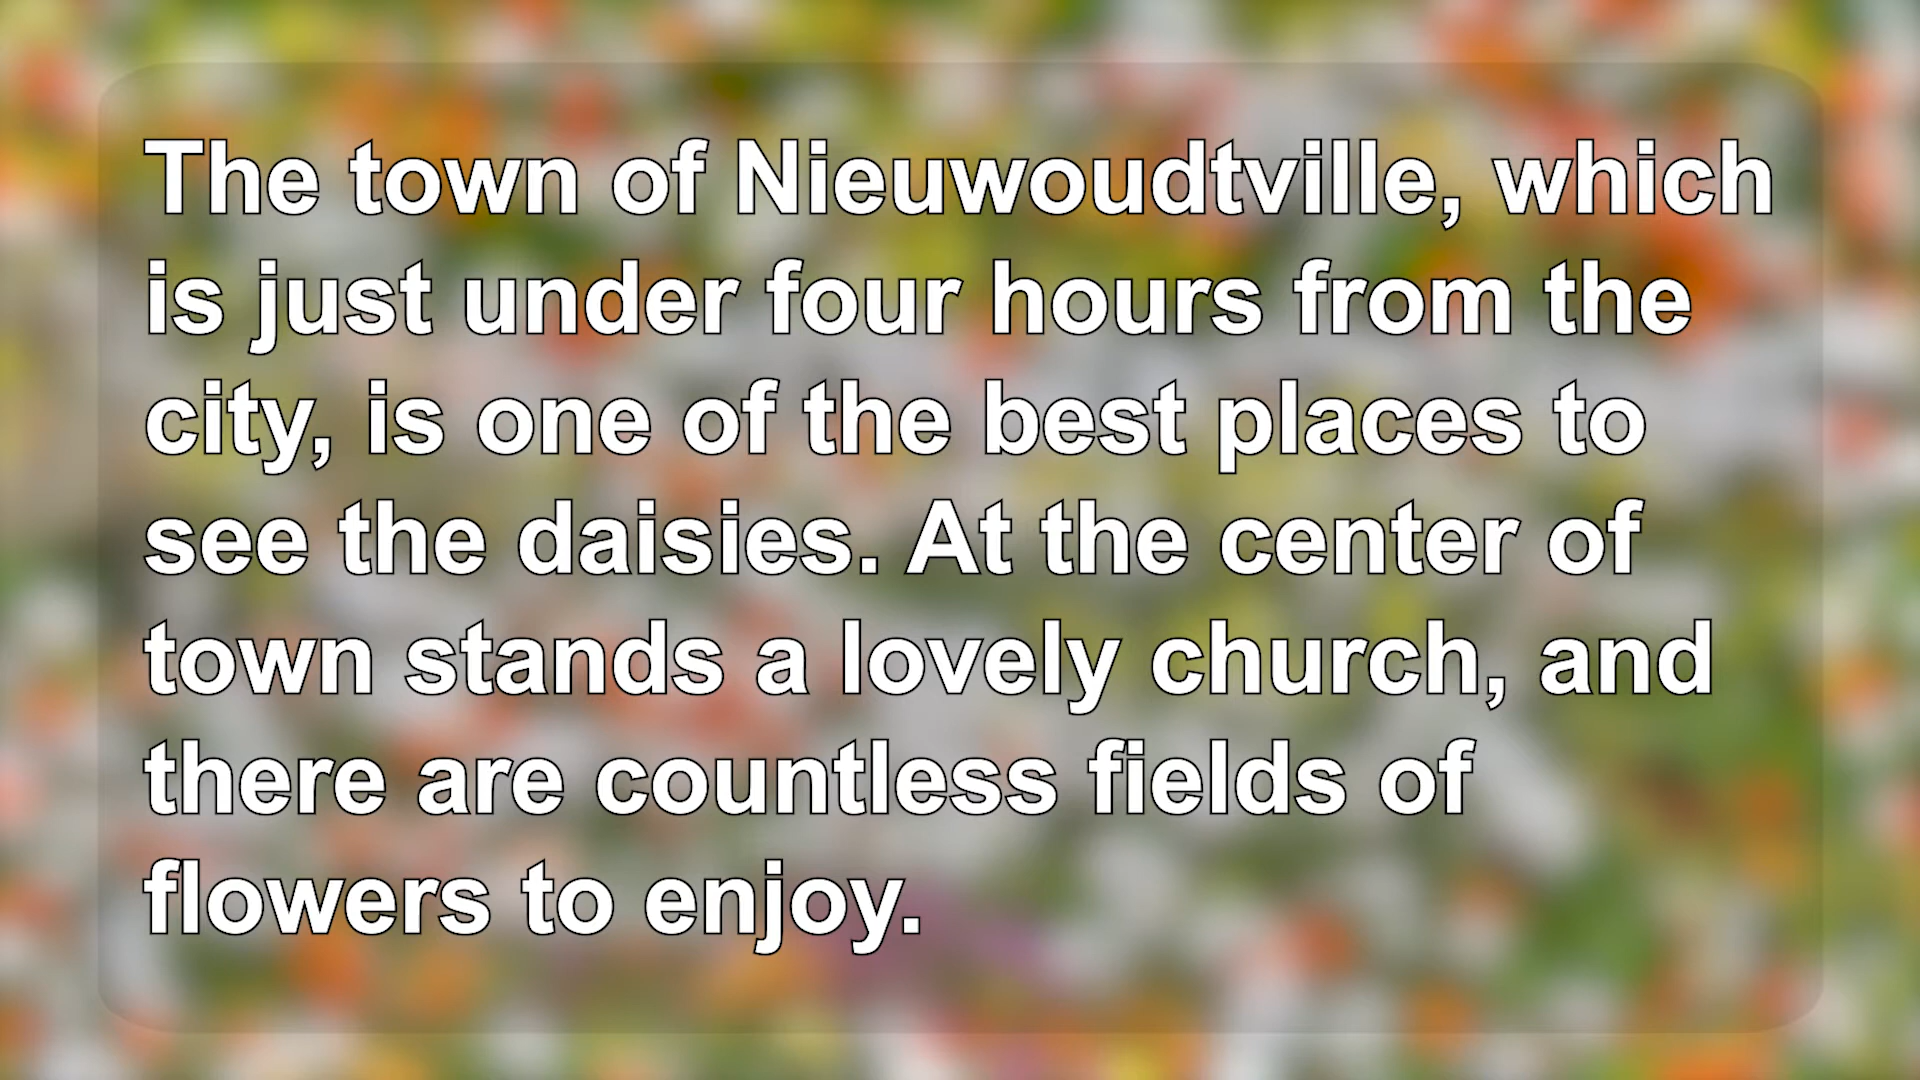 The town of Nieuwoudtville, which
is just under four hours from the
city, is one of the best places to
see the daisies. At the center of
town stands a lovely church, and
there are countless fields of
flowers to enjoy.